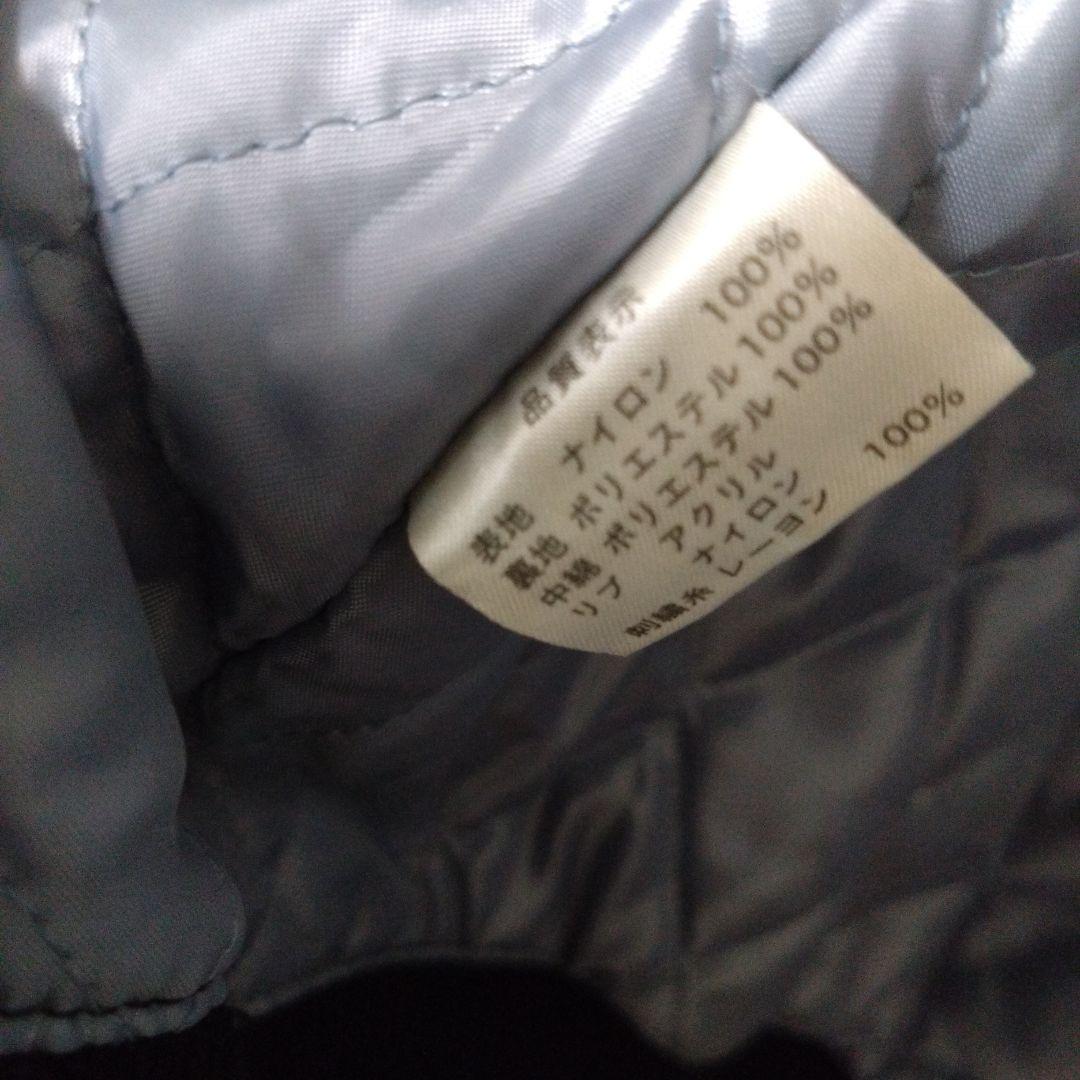 品質表示
表地 ナイロン 100%
裏地 ポリエステル 100%
中綿 ポリエステル 100%
リブ アクリル
ナイロン
刺繍糸 レーヨン 100%